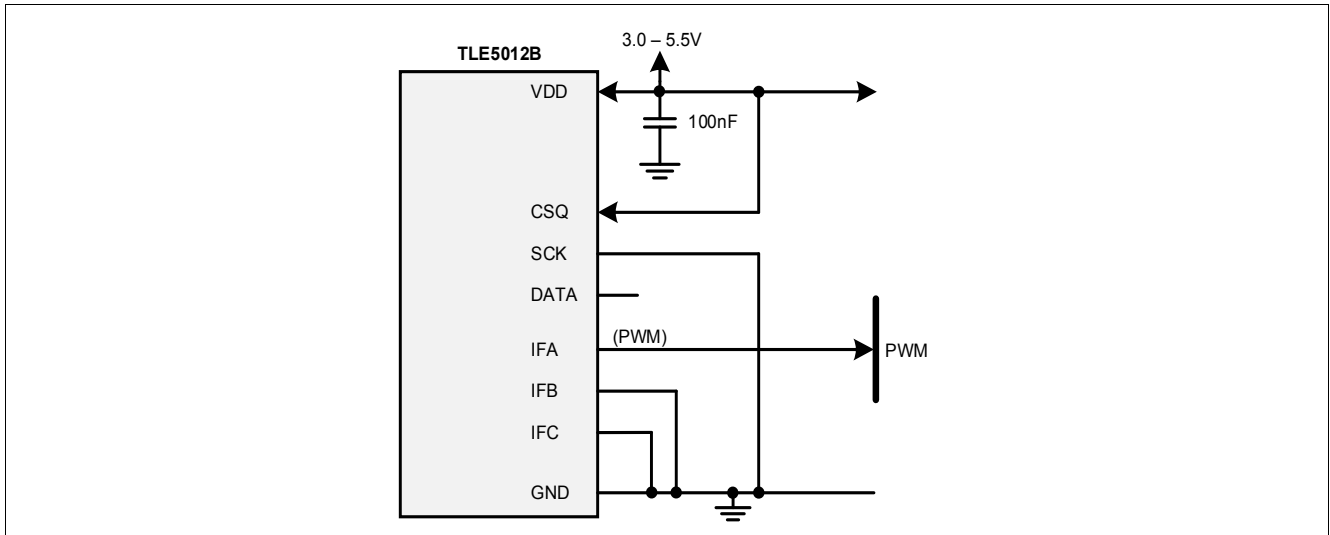 3.0 – 5.5V
TLE5012B
VDD
100nF
CSQ
SCK
DATA
IFA
(PWM)
PWM
IFB
IFC
GND